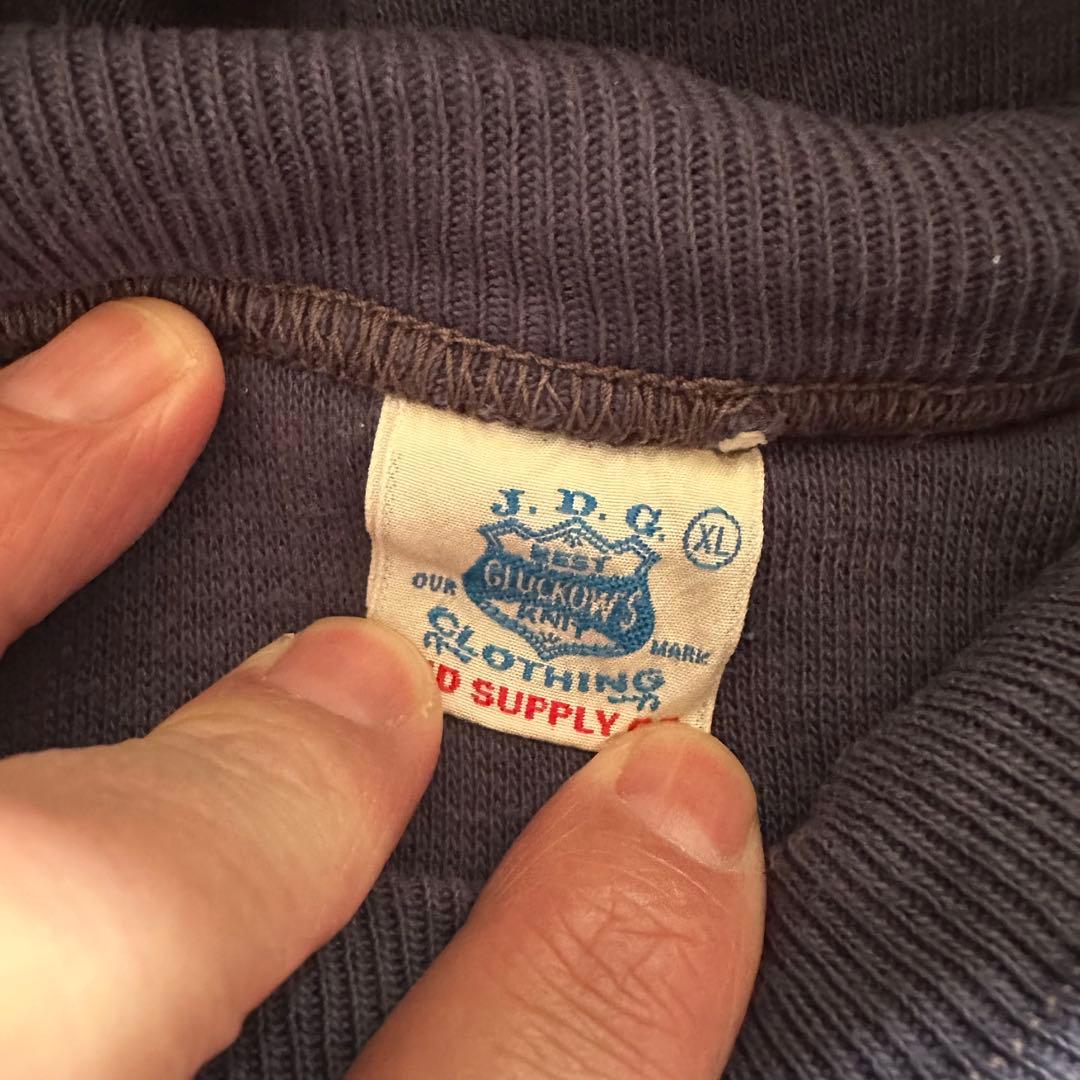 J. D. G.
XL
BEST
OUR GLUCKOW'S MARK
KNIT
CLOTHING
SUPPLY